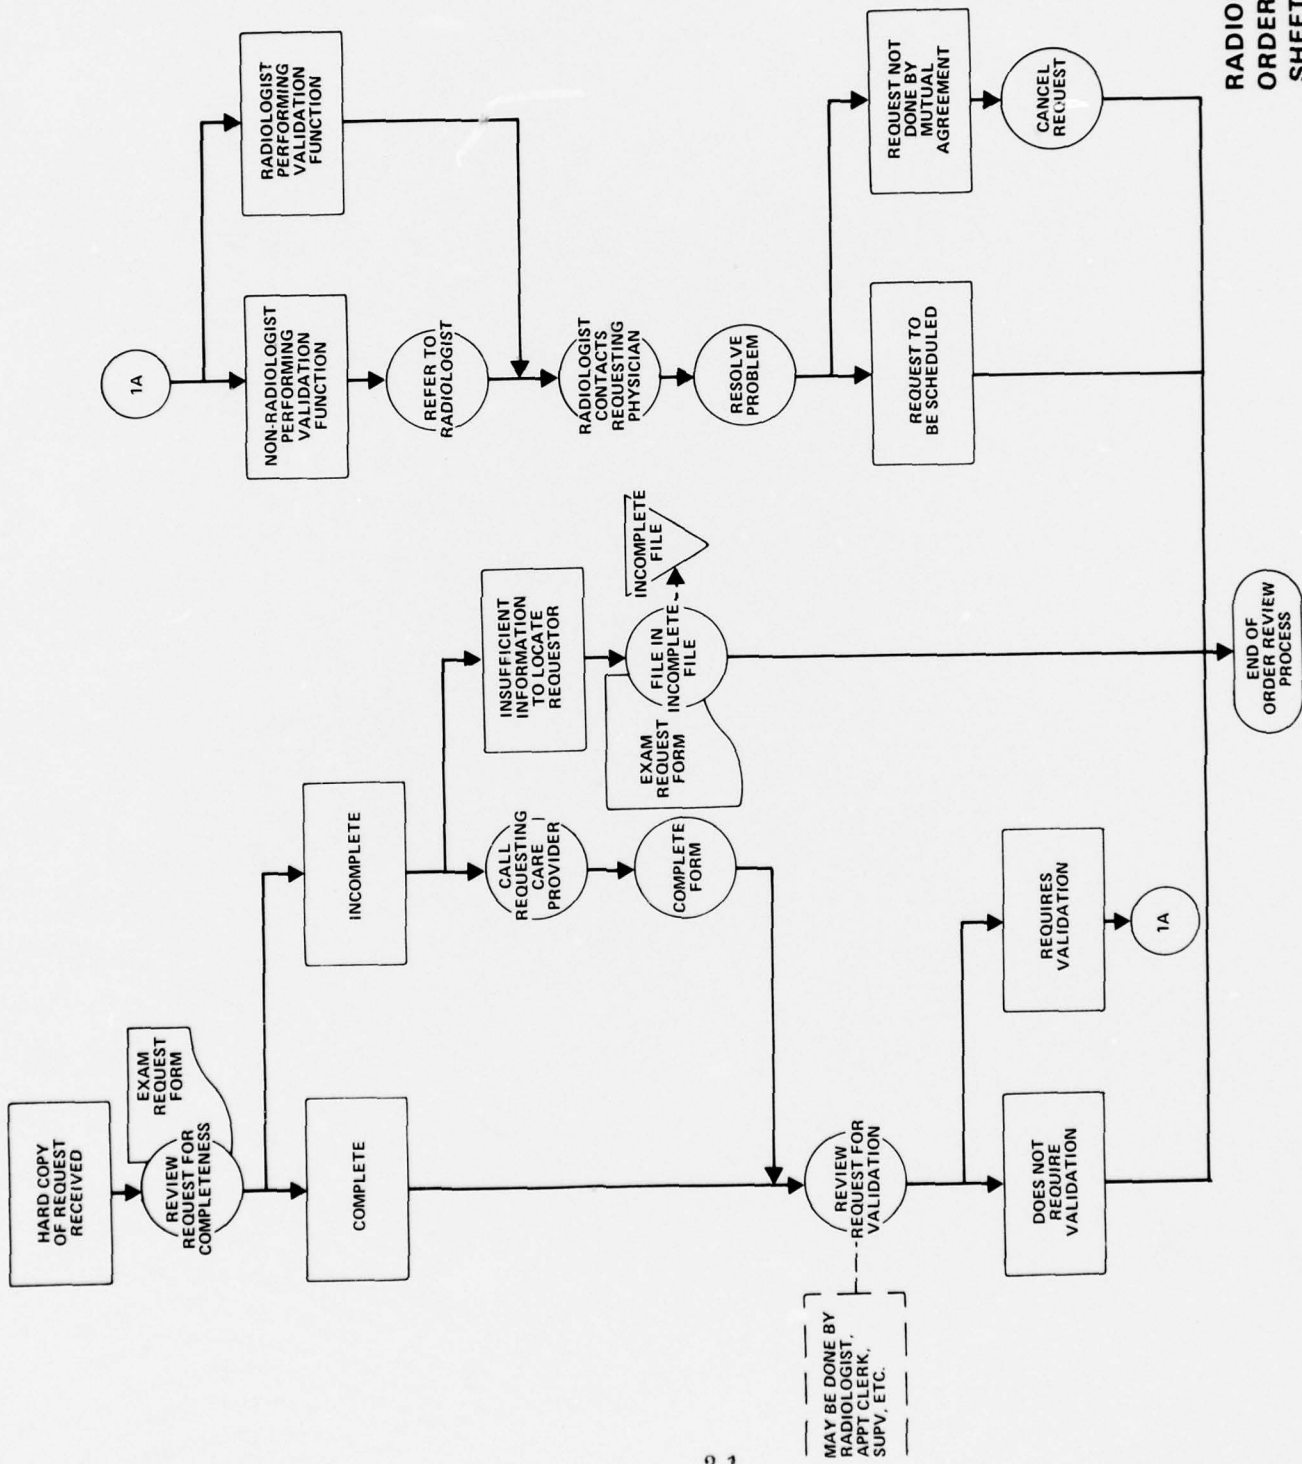 HARD COPY
OF REQUEST
RECEIVED
EXAM
REQUEST
FORM
REVIEW
REQUEST FOR
COMPLETENESS
COMPLETE
INCOMPLETE
CALL
REQUESTING
CARE
PROVIDER
COMPLETE
FORM
INSUFFICIENT
INFORMATION
TO LOCATE
REQUESTOR
EXAM
REQUEST
FORM
FILE IN
INCOMPLETE
FILE
INCOMPLETE
FILE
MAY BE DONE BY
RADIOLOGIST,
APPT CLERK,
SUPV, ETC.
REVIEW
REQUEST FOR
VALIDATION
DOES NOT
REQUIRE
VALIDATION
REQUIRES
VALIDATION
1A
1A
NON-RADIOLOGIST
PERFORMING
VALIDATION
FUNCTION
RADIOLOGIST
PERFORMING
VALIDATION
FUNCTION
REFER TO
RADIOLOGIST
RADIOLOGIST
CONTACTS
REQUESTING
PHYSICIAN
RESOLVE
PROBLEM
REQUEST TO
BE SCHEDULED
REQUEST NOT
DONE BY
MUTUAL
AGREEMENT
CANCEL
REQUEST
END OF
ORDER REVIEW
PROCESS
RADIO
ORDER
SHEET